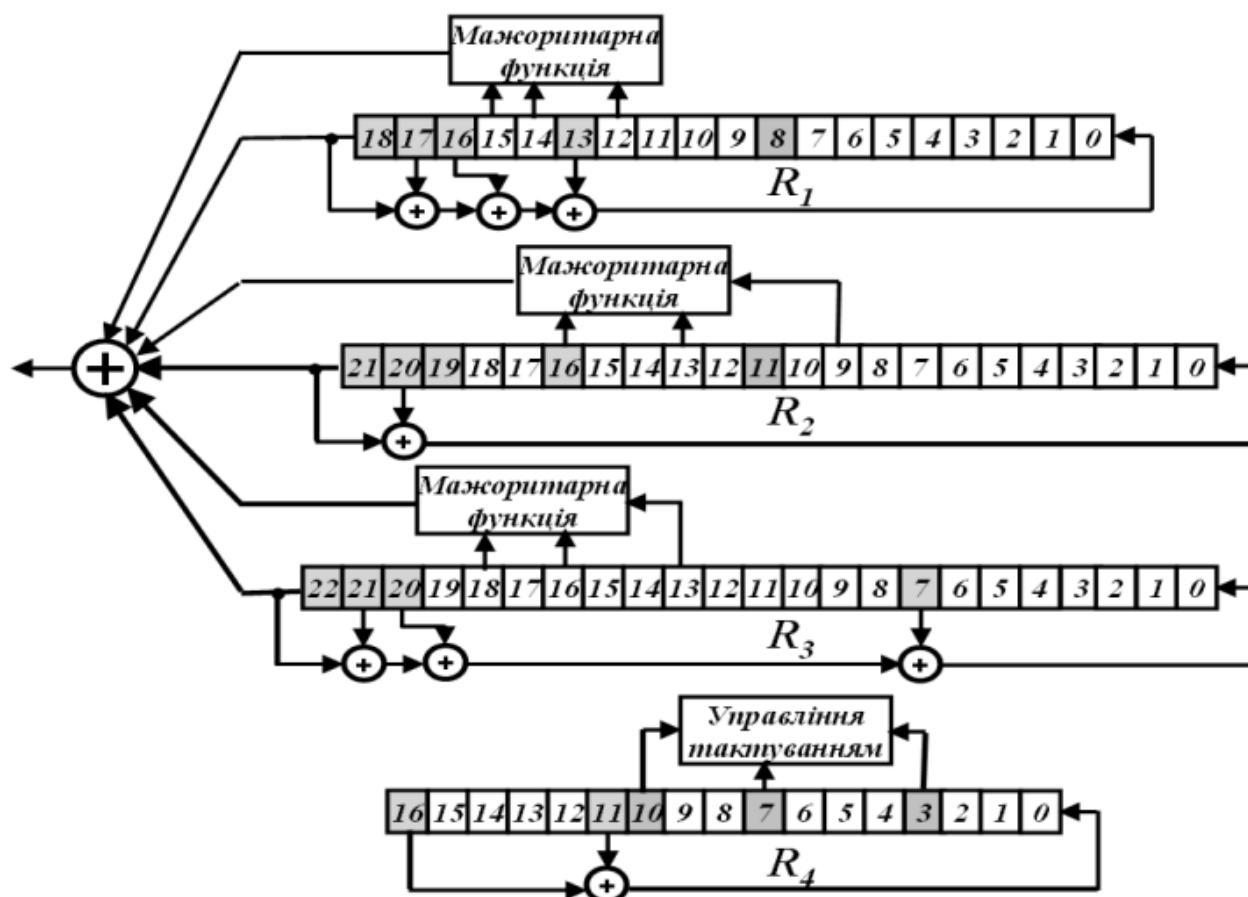 Мажоритарна
функція
18 17 16 15 14 13 12 11 10 9 8 7 6 5 4 3 2 1 0
R1
+ + +
Мажоритарна
функція
+
21 20 19 18 17 16 15 14 13 12 11 10 9 8 7 6 5 4 3 2 1 0
R2
+
Мажоритарна
функція
22 21 20 19 18 17 16 15 14 13 12 11 10 9 8 7 6 5 4 3 2 1 0
R3
+ + +
Управління
тактуванням
16 15 14 13 12 11 10 9 8 7 6 5 4 3 2 1 0
R4
+